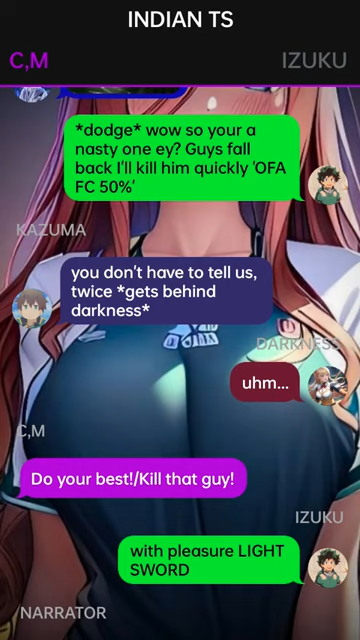 INDIAN TS
C,M
IZUKU
*dodge* wow so your a
nasty one ey? Guys fall
back I'll kill him quickly 'OFA
FC 50%'
KAZUMA
you don't have to tell us,
twice *gets behind
darkness*
DARKNESS
uhm...
C,M
Do your best!/Kill that guy!
IZUKU
with pleasure LIGHT
SWORD
NARRATOR